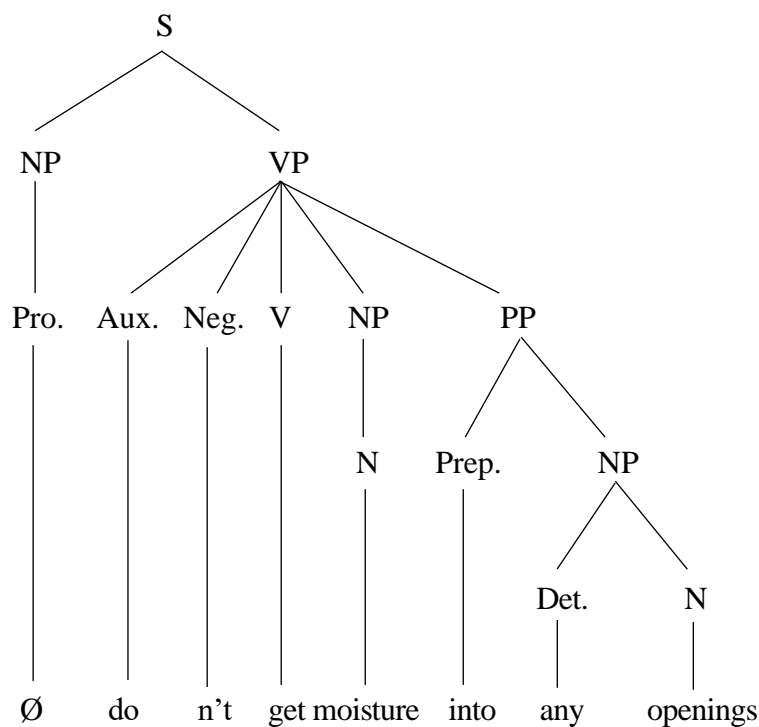 S
NP VP
Pro. Aux. Neg. V NP PP
N Prep. NP
Det. N
Ø do n't get moisture into any openings